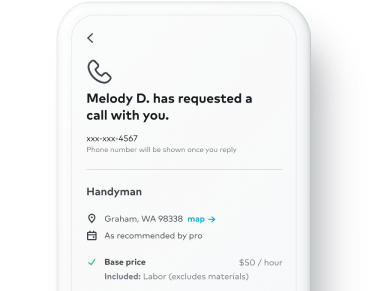 Melody D. has requested a
call with you.
xxx-xxx-4567
Phone number will be shown once you reply
Handyman
Graham, WA 98338 map →
As recommended by pro
Base price $50 / hour
Included: Labor (excludes materials)